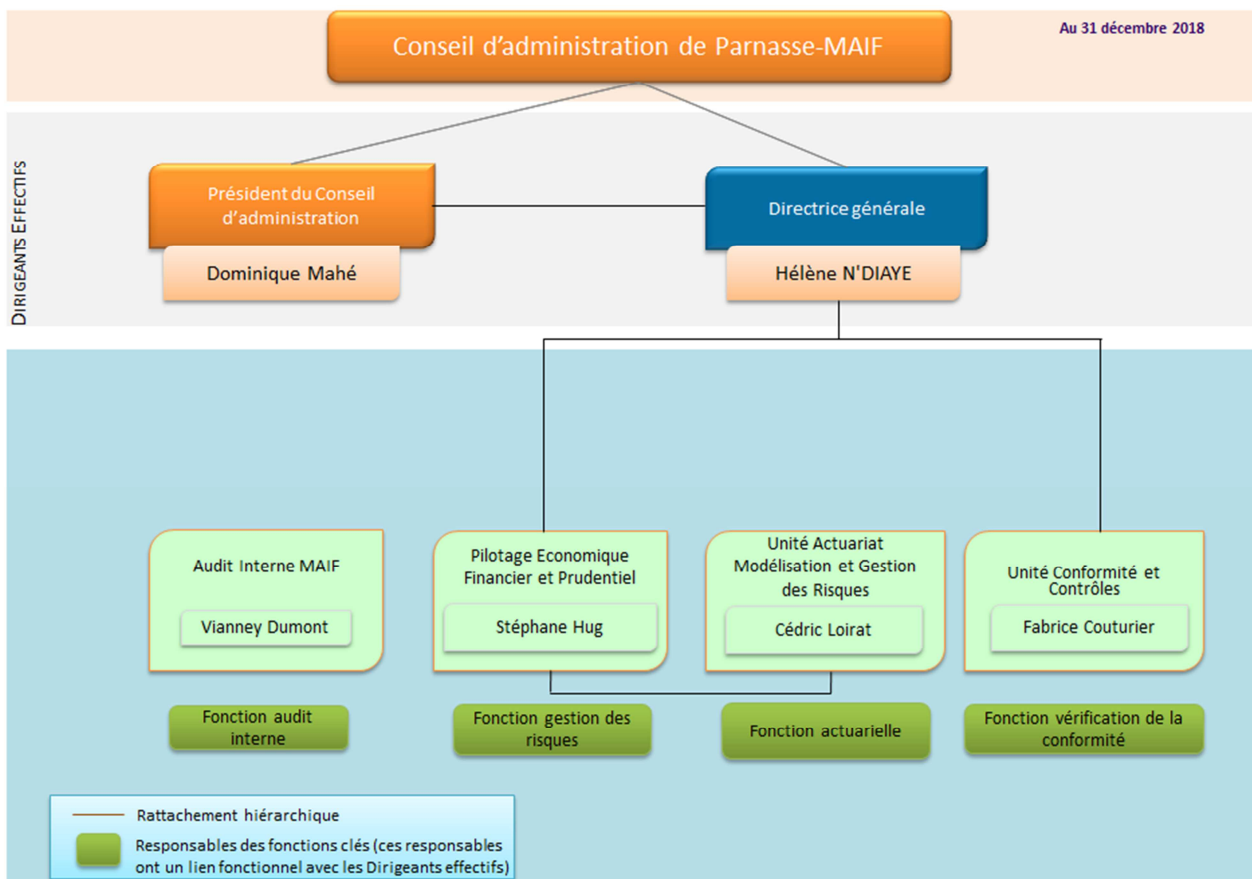 Conseil d'administration de Parnasse-MAIF
Au 31 décembre 2018
DIRIGEANTS EFFECTIFS
Président du Conseil
d'administration
Dominique Mahé
Directrice générale
Hélène N'DIAYE
Audit Interne MAIF
Vianney Dumont
Pilotage Economique
Financier et Prudentiel
Stéphane Hug
Unité Actuariat
Modélisation et Gestion
des Risques
Cédric Loirat
Unité Conformité et
Contrôles
Fabrice Couturier
Fonction audit
interne
Fonction gestion des
risques
Fonction actuarielle
Fonction vérification de la
conformité
Rattachement hiérarchique
Responsables des fonctions clés (ces responsables
ont un lien fonctionnel avec les Dirigeants effectifs)